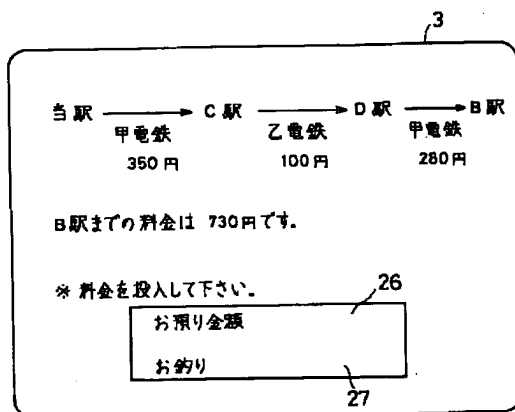 3
当駅 → C駅 → D駅 → B駅
甲電鉄 乙電鉄 甲電鉄
350円 100円 280円
B駅までの料金は 730円です。
※ 料金を投入して下さい。
26
お預り金額
お釣り
27